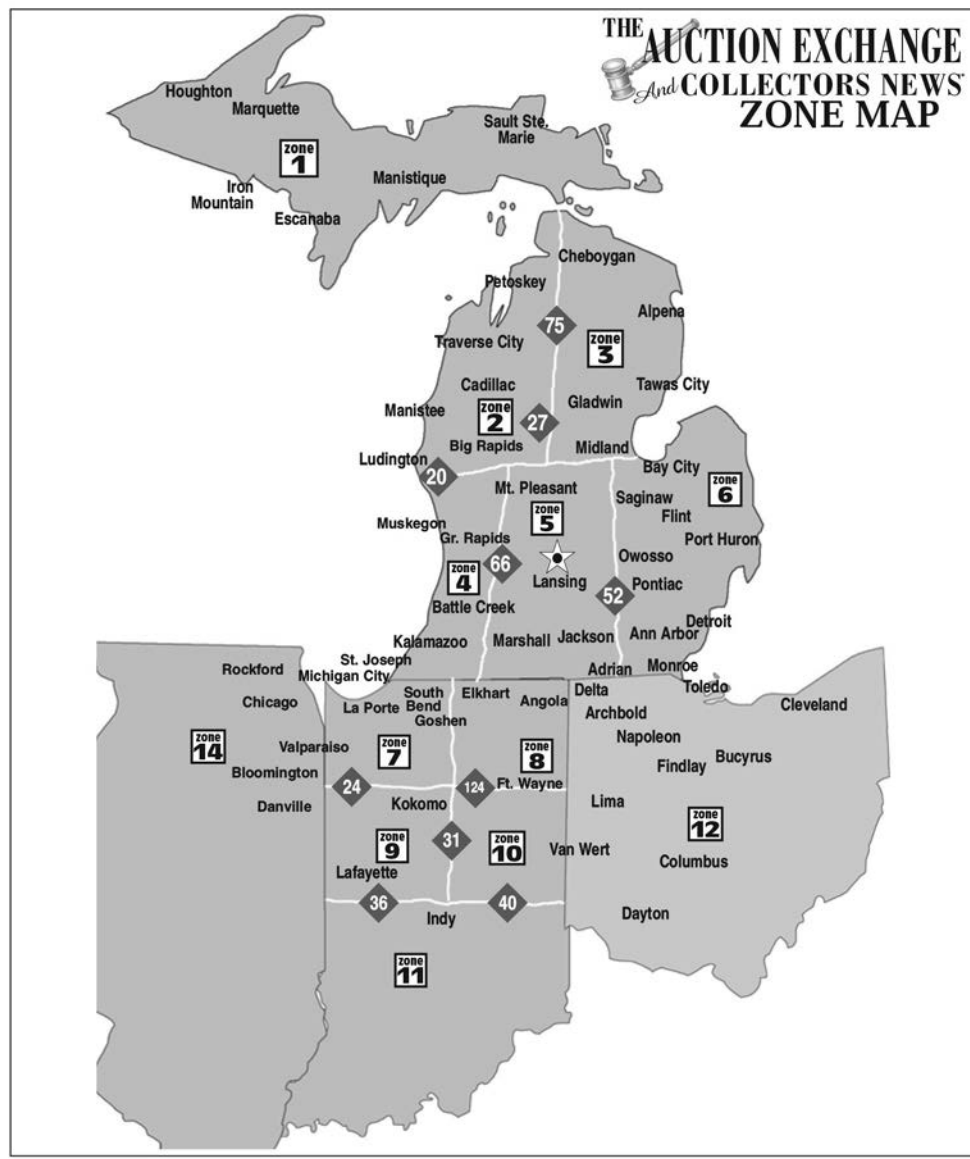 THE
AUCTION EXCHANGE
And COLLECTORS NEWS
ZONE MAP
Houghton
Marquette
Sault Ste.
Marie
zone
1
Manistique
Iron
Mountain
Escanaba
Cheboygan
Petoskey
Alpena
75
Traverse City
zone
3
Cadillac
Tawas City
Gladwin
Manistee
zone
2
27
Big Rapids
Midland
Ludington
20
Bay City
Mt. Pleasant
zone
6
Saginaw
zone
5
Flint
Muskegon
Gr. Rapids
Port Huron
Owosso
66
zone
4
Lansing
Pontiac
52
Battle Creek
Detroit
Kalamazoo
Marshall
Jackson
Ann Arbor
St. Joseph
Monroe
Rockford
Michigan City
Adrian
Toledo
South
Bend
Elkhart
Delta
Chicago
La Porte
Angola
Cleveland
Goshen
Archbold
Napoleon
zone
14
Valparaiso
zone
7
zone
8
Bucyrus
Findlay
Bloomington
24
124
Ft. Wayne
Danville
Kokomo
Lima
zone
9
31
zone
10
zone
12
Van Wert
Columbus
Lafayette
36
40
Indy
Dayton
zone
11